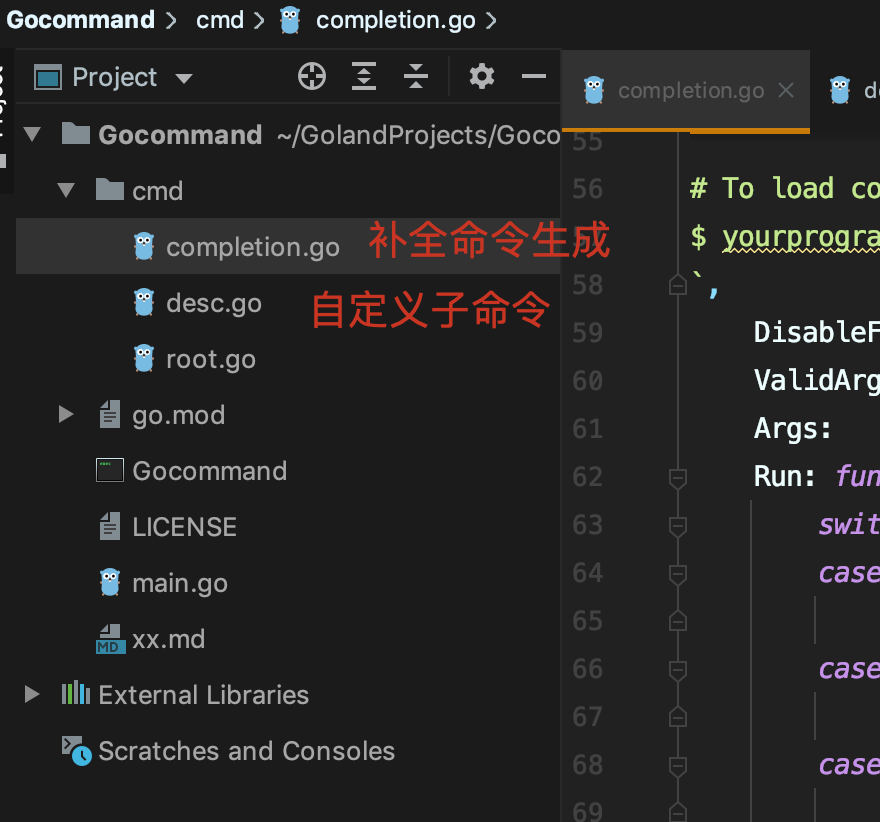 Gocommand cmd completion.go
Project
completion.go
Gocommand ~/GolandProjects/Goco
cmd
completion.go 补全命令生成
desc.go 自定义子命令
root.go
go.mod
Gocommand
LICENSE
main.go
MD xx.md
External Libraries
Scratches and Consoles
55
56 # To load co
$ yourprogra
58 `,
59 DisableF
60 ValidArg
61 Args:
62 Run: fun
63 swit
64 case
65
66 case
67
68 case
69